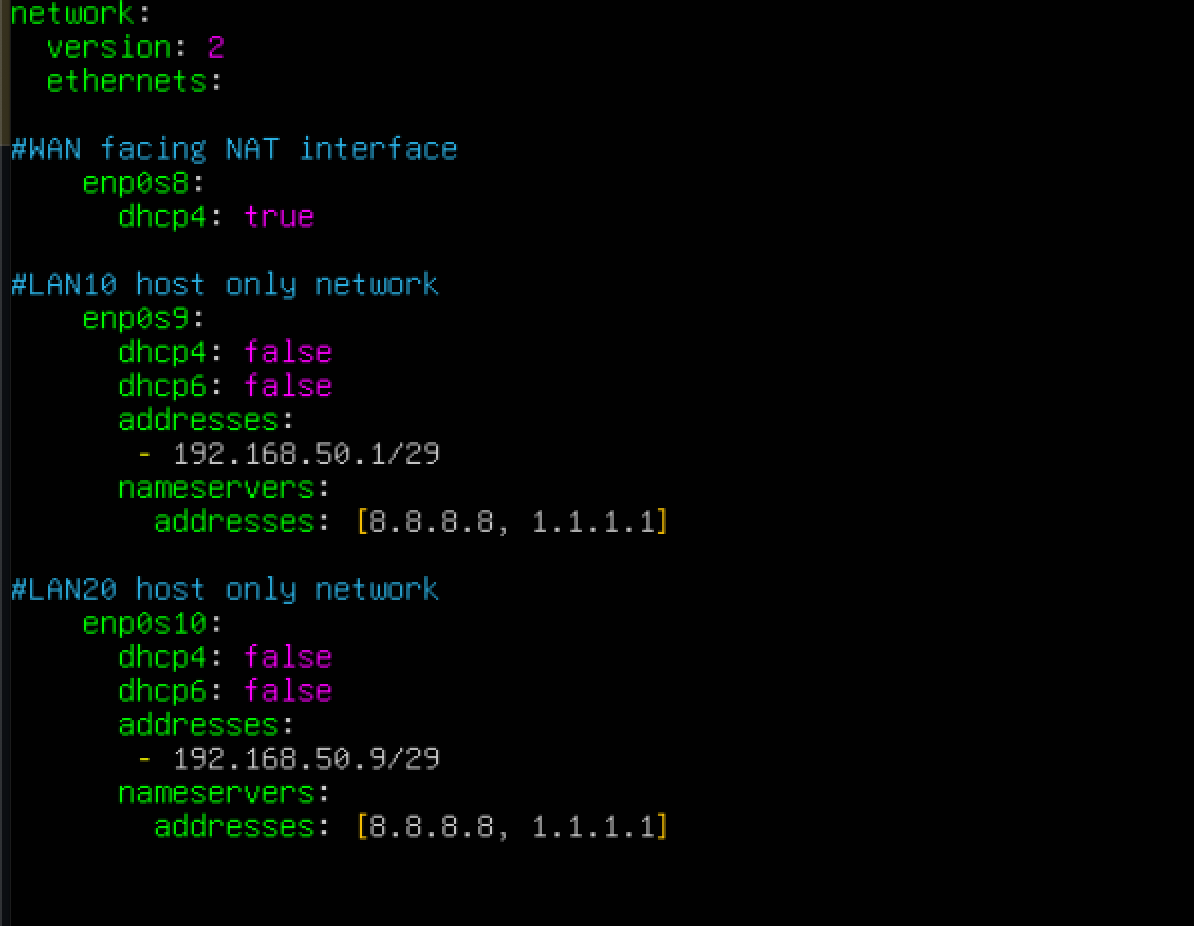 network:
  version: 2
  ethernets:

#WAN facing NAT interface
    enp0s8:
      dhcp4: true

#LAN10 host only network
    enp0s9:
      dhcp4: false
      dhcp6: false
      addresses:
       - 192.168.50.1/29
      nameservers:
        addresses: [8.8.8.8, 1.1.1.1]

#LAN20 host only network
    enp0s10:
      dhcp4: false
      dhcp6: false
      addresses:
       - 192.168.50.9/29
      nameservers:
        addresses: [8.8.8.8, 1.1.1.1]